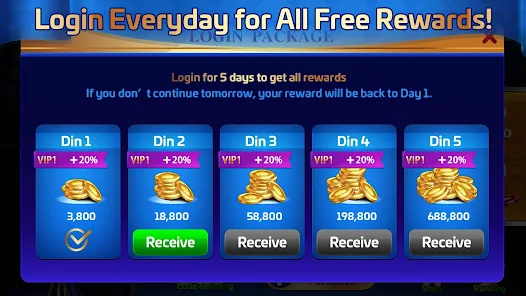 Login Everyday for All Free Rewards!
LOGIN PACKAGE
Login for 5 days to get all rewards
If you don't continue tomorrow, your reward will be back to Day 1.
Din 1
VIP1 +20%
3,800
Din 2
VIP1 +20%
18,800
Receive
Din 3
VIP1 +20%
58,800
Receive
Din 4
VIP1 +20%
198,800
Receive
Din 5
VIP1 +20%
688,800
Receive
Code Delivery
Ranking